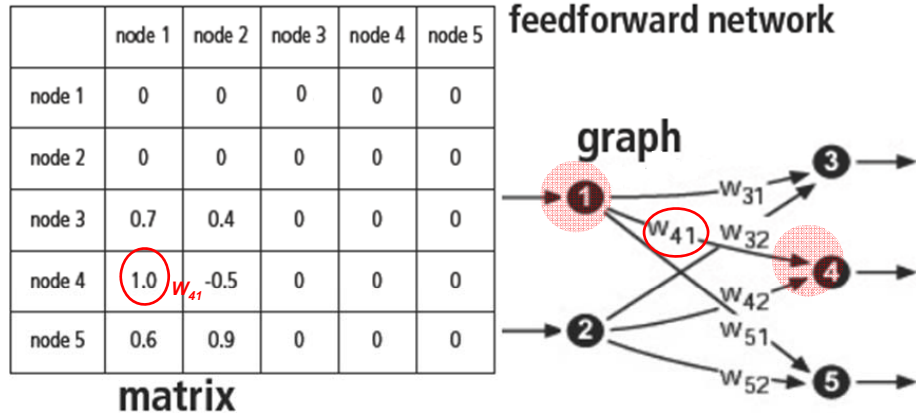 feedforward network
node 1 node 2 node 3 node 4 node 5
node 1 0 0 0 0 0
node 2 0 0 0 0 0
node 3 0.7 0.4 0 0 0
node 4 1.0 w41 -0.5 0 0 0
node 5 0.6 0.9 0 0 0
matrix
graph
1
2
3
4
5
w31
w41
w32
w42
w51
w52